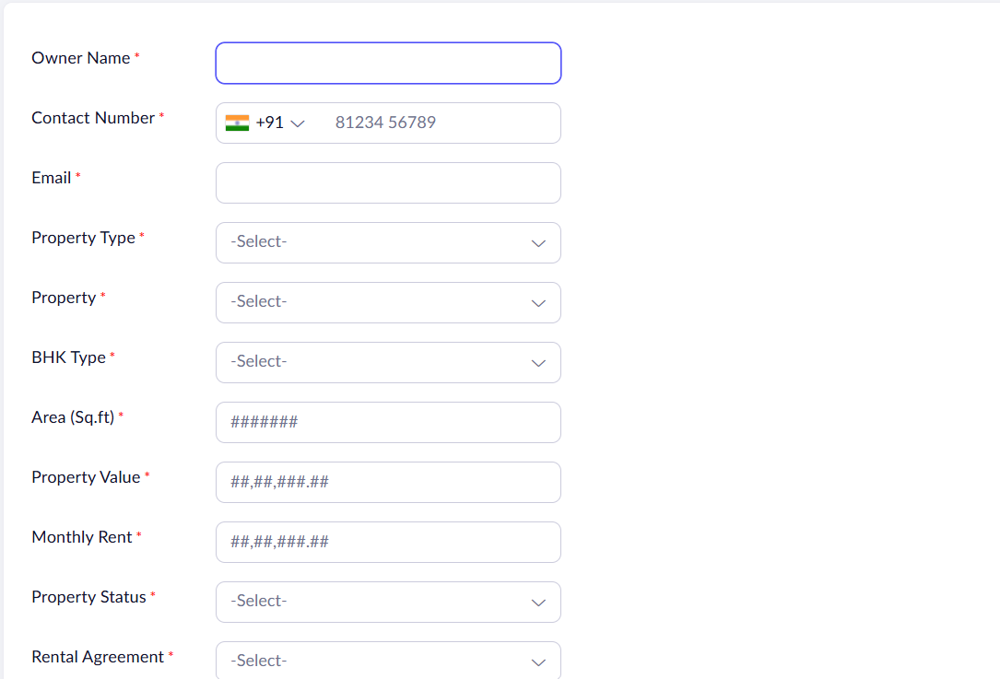 Owner Name *
Contact Number * +91 81234 56789
Email *
Property Type * -Select-
Property * -Select-
BHK Type * -Select-
Area (Sq.ft) * #######
Property Value * ##,##,###.##
Monthly Rent * ##,##,###.##
Property Status * -Select-
Rental Agreement * -Select-